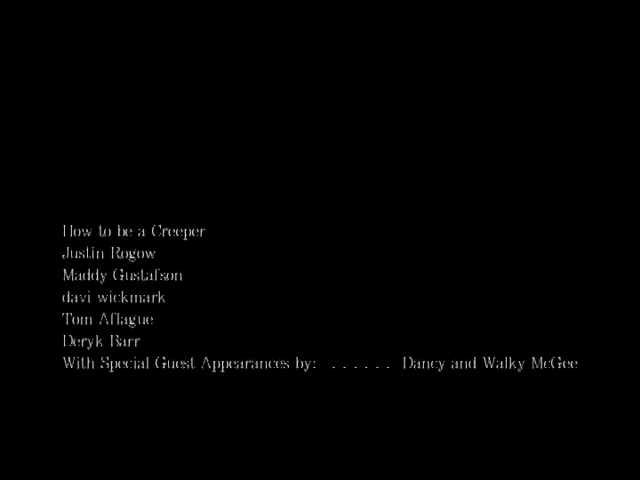 How to be a Creeper
Justin Rogow
Maddy Gustafson
davi wickmark
Tom Aflague
Deryk Barr
With Special Guest Appearances by: . . . . . . Dancy and Walky McGee